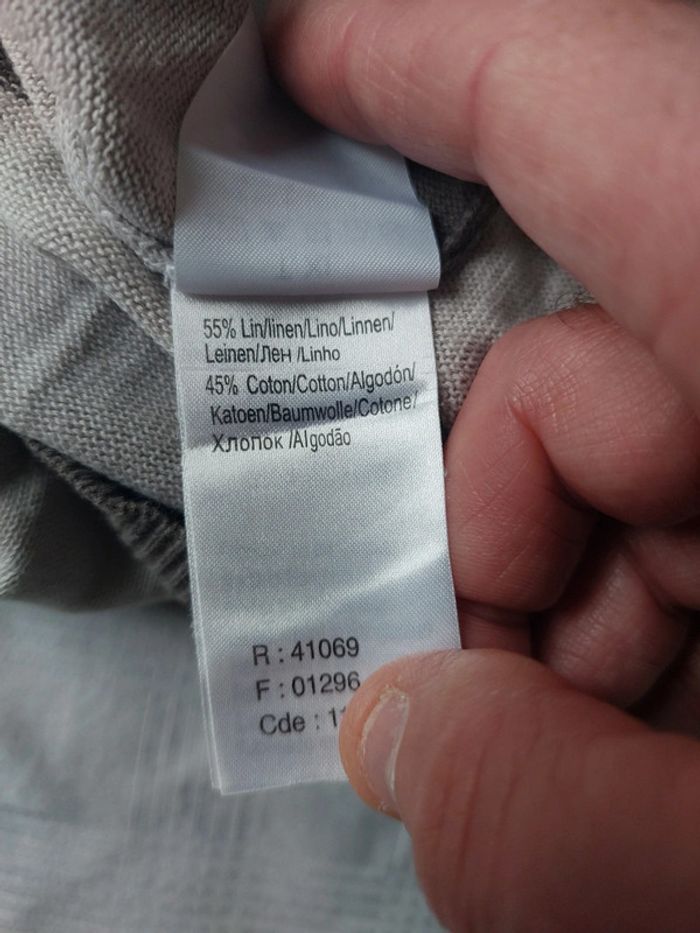 55% Lin/linen/Lino/Linnen/
Leinen/Лен /Linho
45% Coton/Cotton/Algodón/
Katoen/Baumwolle/Cotone/
Хлопок /Algodão
R : 41069
F : 01296
Cde : 1